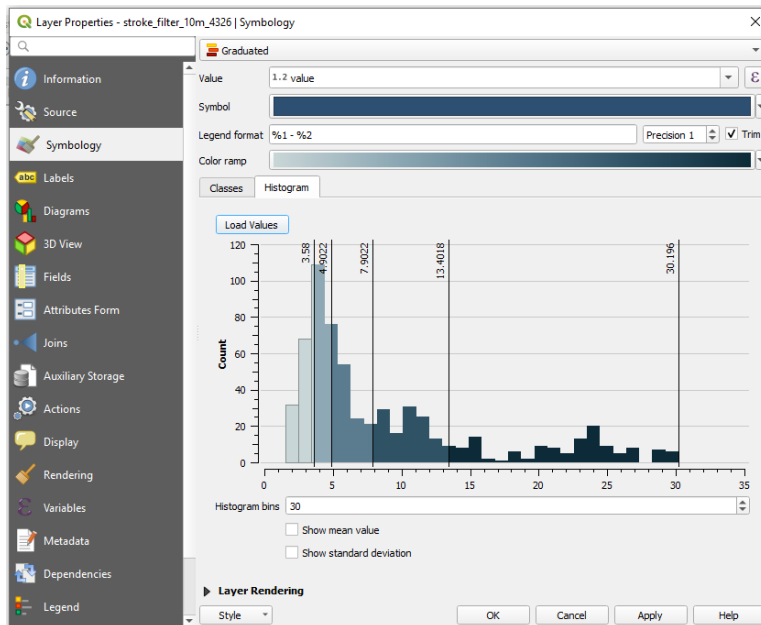 Layer Properties - stroke_filter_10m_4326 | Symbology
Information
Source
Symbology
abc Labels
Diagrams
3D View
Fields
Attributes Form
Joins
Auxiliary Storage
Actions
Display
Rendering
Variables
Metadata
Dependencies
Legend
Graduated
Value 1.2 value ε
Symbol
Legend format %1 - %2 Precision 1 Trim
Color ramp
Classes Histogram
Load Values
3.58
4.9022
7.9022
13.4018
30.196
120
100
80
60
40
20
0
Count
0 5 10 15 20 25 30 35
Histogram bins 30
Show mean value
Show standard deviation
Layer Rendering
Style OK Cancel Apply Help